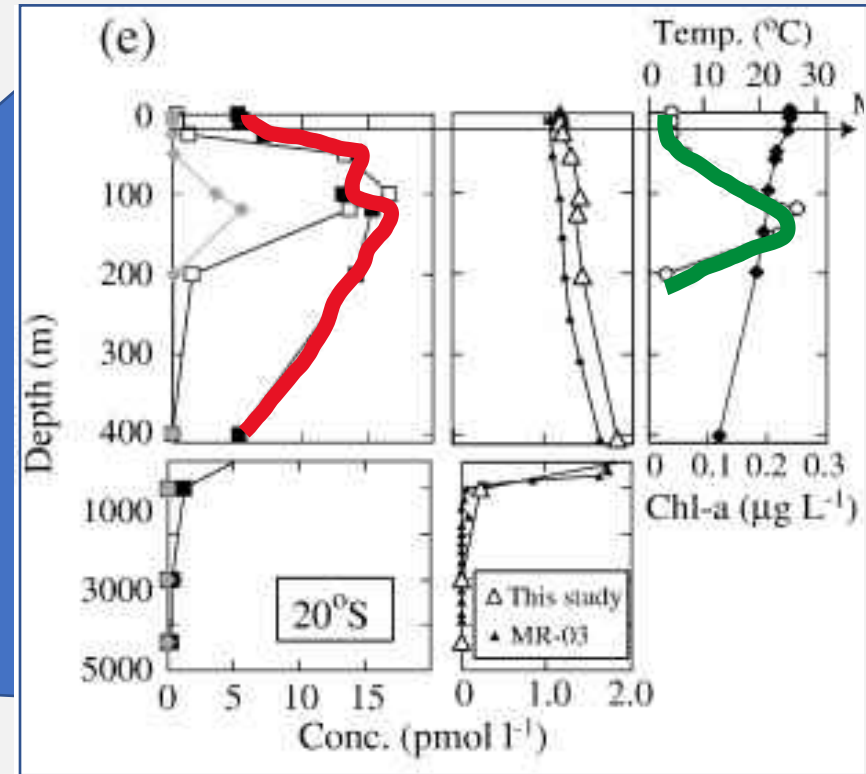 (e)
Temp. (°C)
0 10 20 30
0
100
200
300
400
Depth (m)
0 0.1 0.2 0.3
Chl-a (µg L⁻¹)
1000
3000
5000
20°S
△ This study
▲ MR-03
0 5 10 15
0 1.0 2.0
Conc. (pmol l⁻¹)